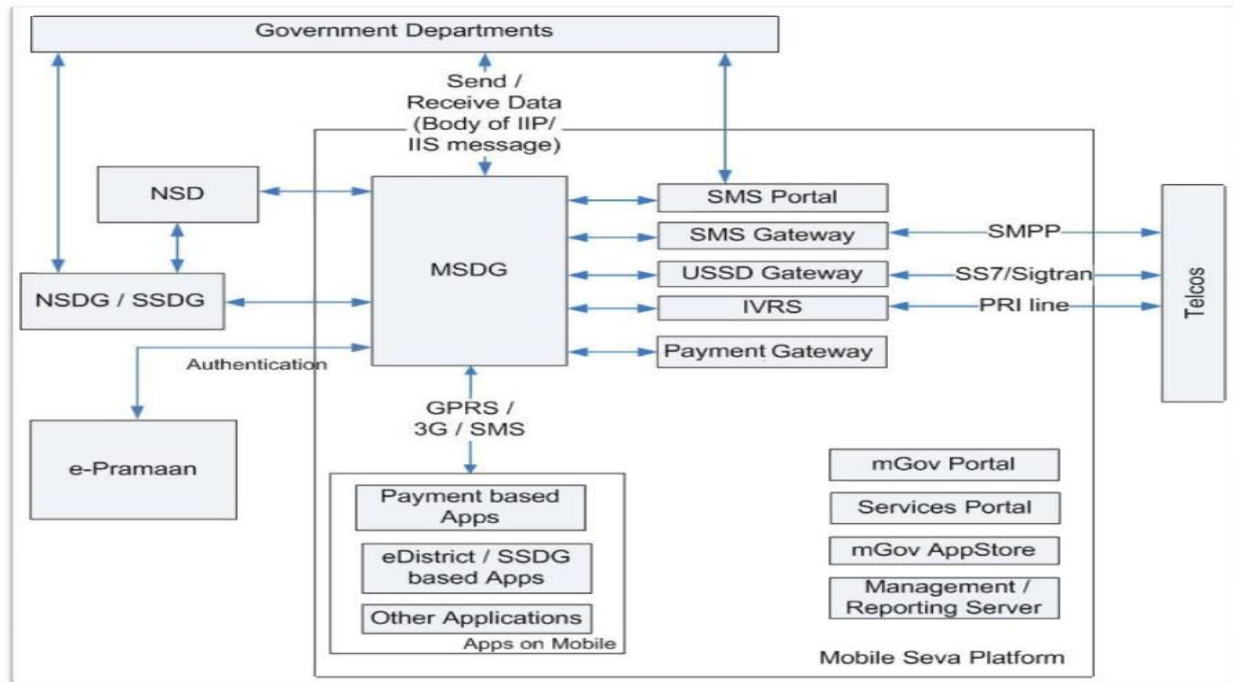 Government Departments
Send /
Receive Data
(Body of IIP/
IIS message)
NSD
NSDG / SSDG
Authentication
e-Pramaan
MSDG
SMS Portal
SMS Gateway
USSD Gateway
IVRS
Payment Gateway
SMPP
SS7/Sigtran
PRI line
Telcos
GPRS /
3G / SMS
Payment based
Apps
eDistrict / SSDG
based Apps
Other Applications
Apps on Mobile
mGov Portal
Services Portal
mGov AppStore
Management /
Reporting Server
Mobile Seva Platform